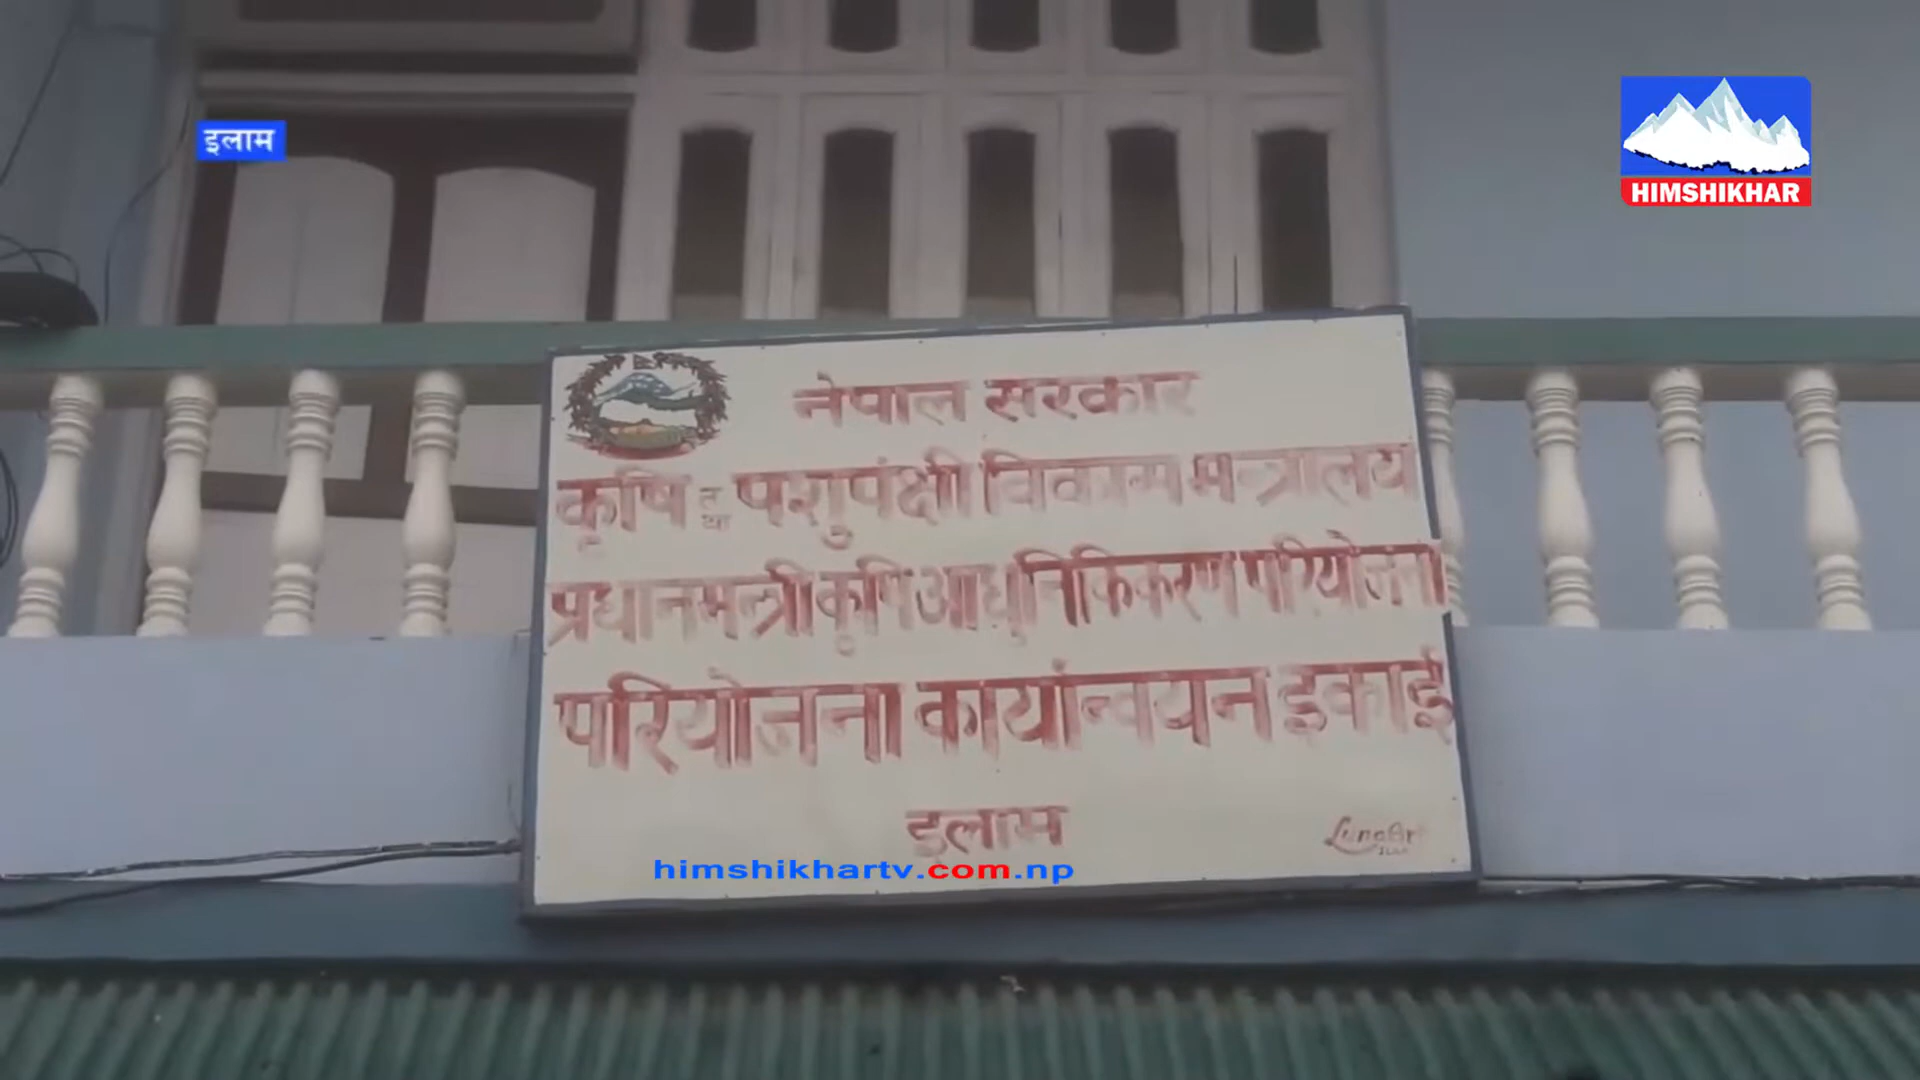 इलाम
HIMSHIKHAR
नेपाल सरकार
कृषि तथा पशुपंक्षी विकास मन्त्रालय
प्रधानमन्त्री कृषि आधुनिकिकरण परियोजना
परियोजना कार्यान्वयन इकाई
इलाम
himshikhartv.com.np